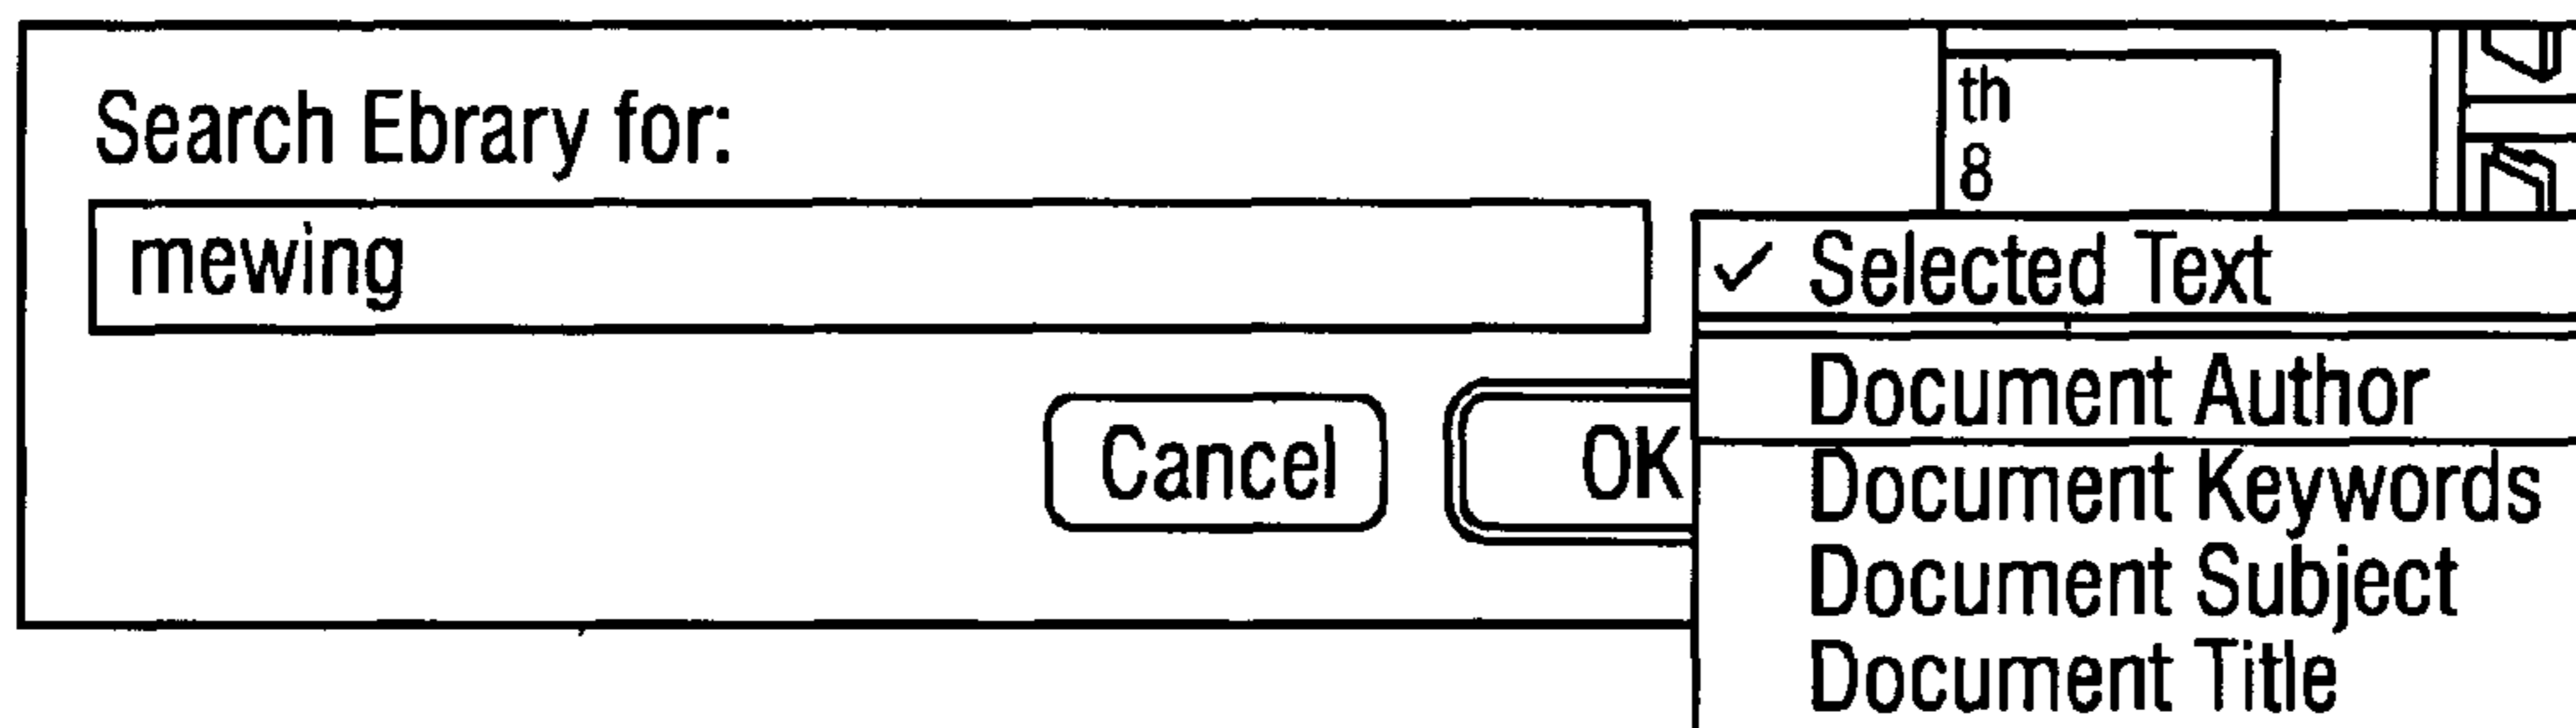 Search Ebrary for:
th
8
mewing
✓ Selected Text
Document Author
Cancel
OK
Document Keywords
Document Subject
Document Title